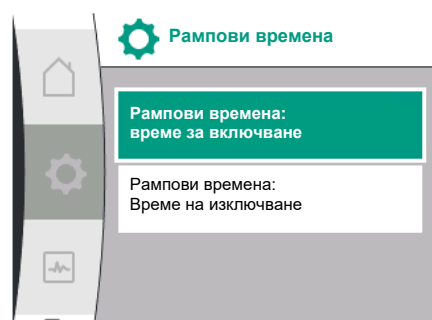 Рампови времена
Рампови времена:
време за включване
Рампови времена:
Време на изключване